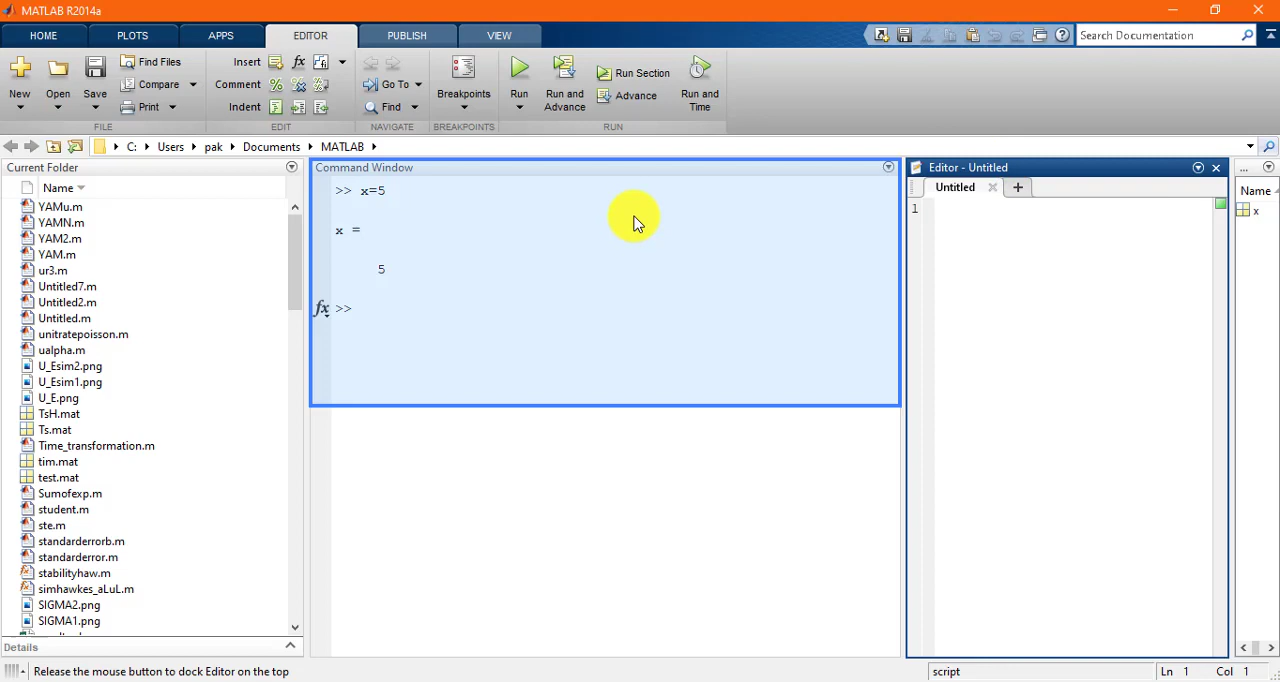 MATLAB R2014a
HOME PLOTS APPS EDITOR PUBLISH VIEW Search Documentation
New Open Save Find Files Compare Print
FILE
Insert fx Comment Indent
EDIT
Go To Find
NAVIGATE
Breakpoints
BREAKPOINTS
Run Run and Advance Run Section Advance Run and Time
RUN
C: Users pak Documents MATLAB
Current Folder
Name
YAMu.m
YAMN.m
YAM2.m
YAM.m
ur3.m
Untitled7.m
Untitled2.m
Untitled.m
unitratepoisson.m
ualpha.m
U_Esim2.png
U_Esim1.png
U_E.png
TsH.mat
Ts.mat
Time_transformation.m
tim.mat
test.mat
Sumofexp.m
student.m
ste.m
standarderrorb.m
standarderror.m
stabilityhaw.m
simhawkes_aLuL.m
SIGMA2.png
SIGMA1.png
Details
Command Window
>> x=5
x =
5
fx >>
Editor - Untitled
Untitled
1
...
Name
x
Release the mouse button to dock Editor on the top
script Ln 1 Col 1